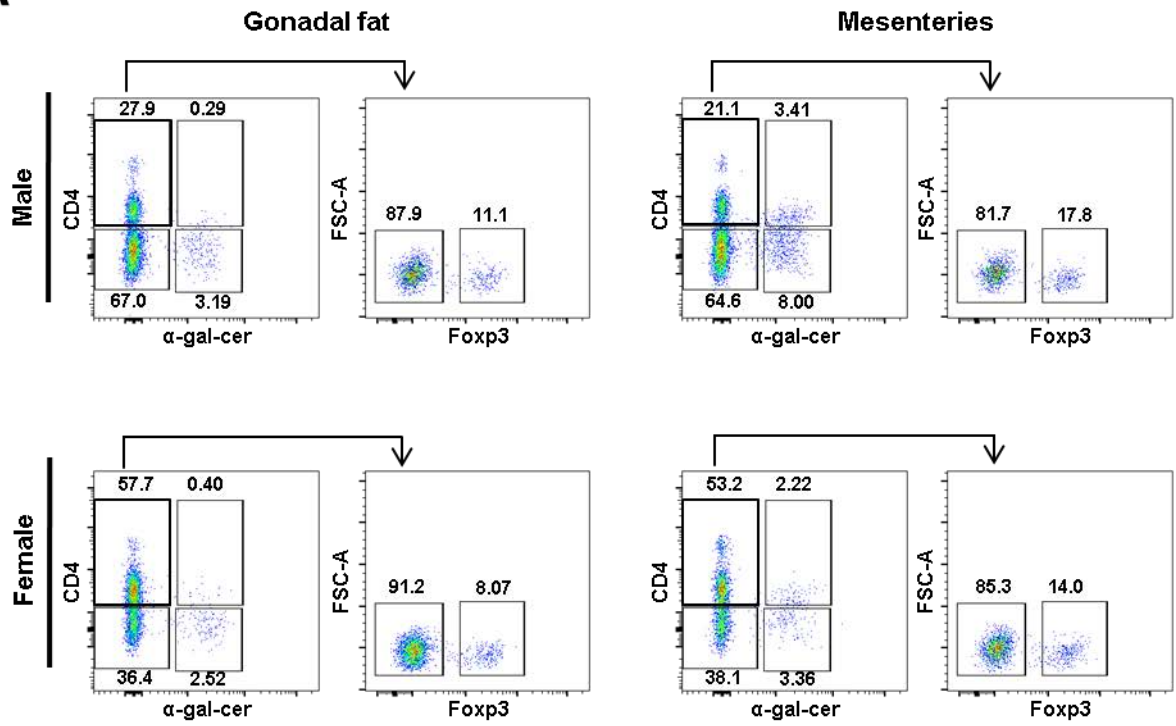 Gonadal fat Mesenteries
Male
27.9 0.29
CD4
67.0 3.19
α-gal-cer
FSC-A
87.9 11.1
Foxp3
21.1 3.41
CD4
64.6 8.00
α-gal-cer
FSC-A
81.7 17.8
Foxp3
Female
57.7 0.40
CD4
36.4 2.52
α-gal-cer
FSC-A
91.2 8.07
Foxp3
53.2 2.22
CD4
38.1 3.36
α-gal-cer
FSC-A
85.3 14.0
Foxp3